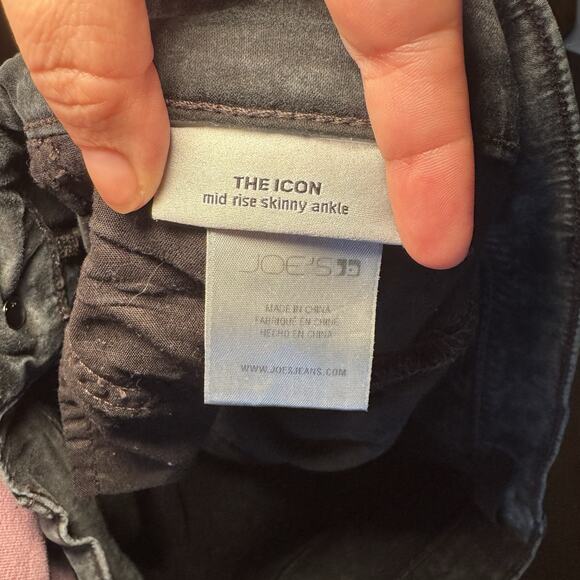 THE ICON
mid rise skinny ankle
JOE'S
MADE IN CHINA
FABRIQUÉ EN CHINE
HECHO EN CHINA
WWW.JOESJEANS.COM